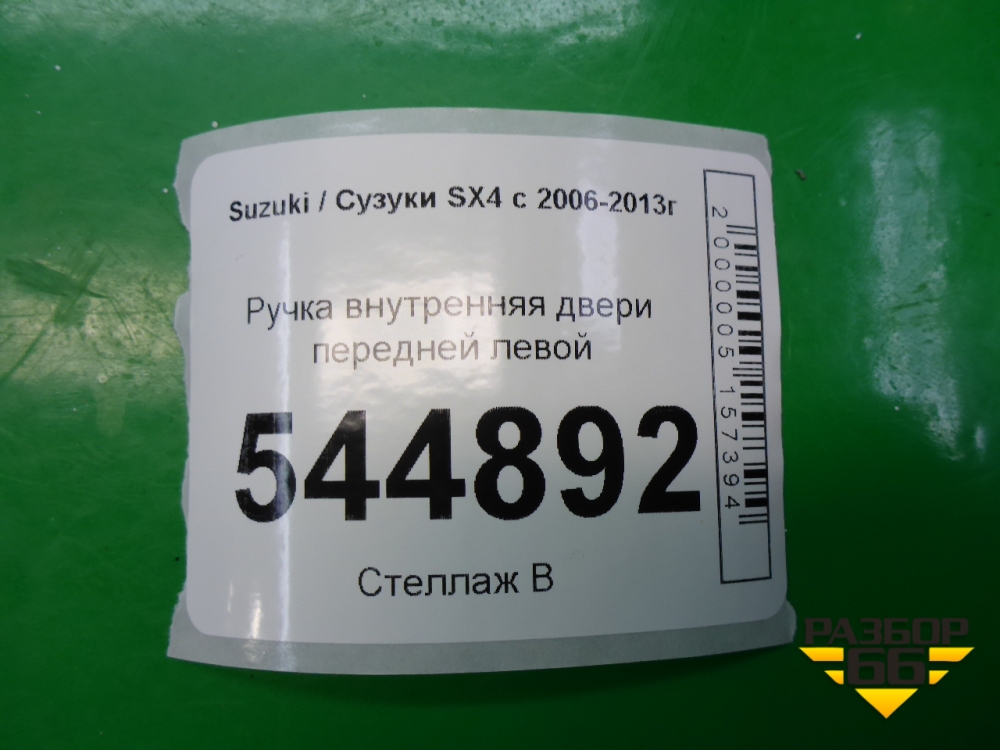 Suzuki / Сузуки SX4 с 2006-2013г
Ручка внутренняя двери
передней левой
544892
Стеллаж В
2000005157394
РАЗБОР
66